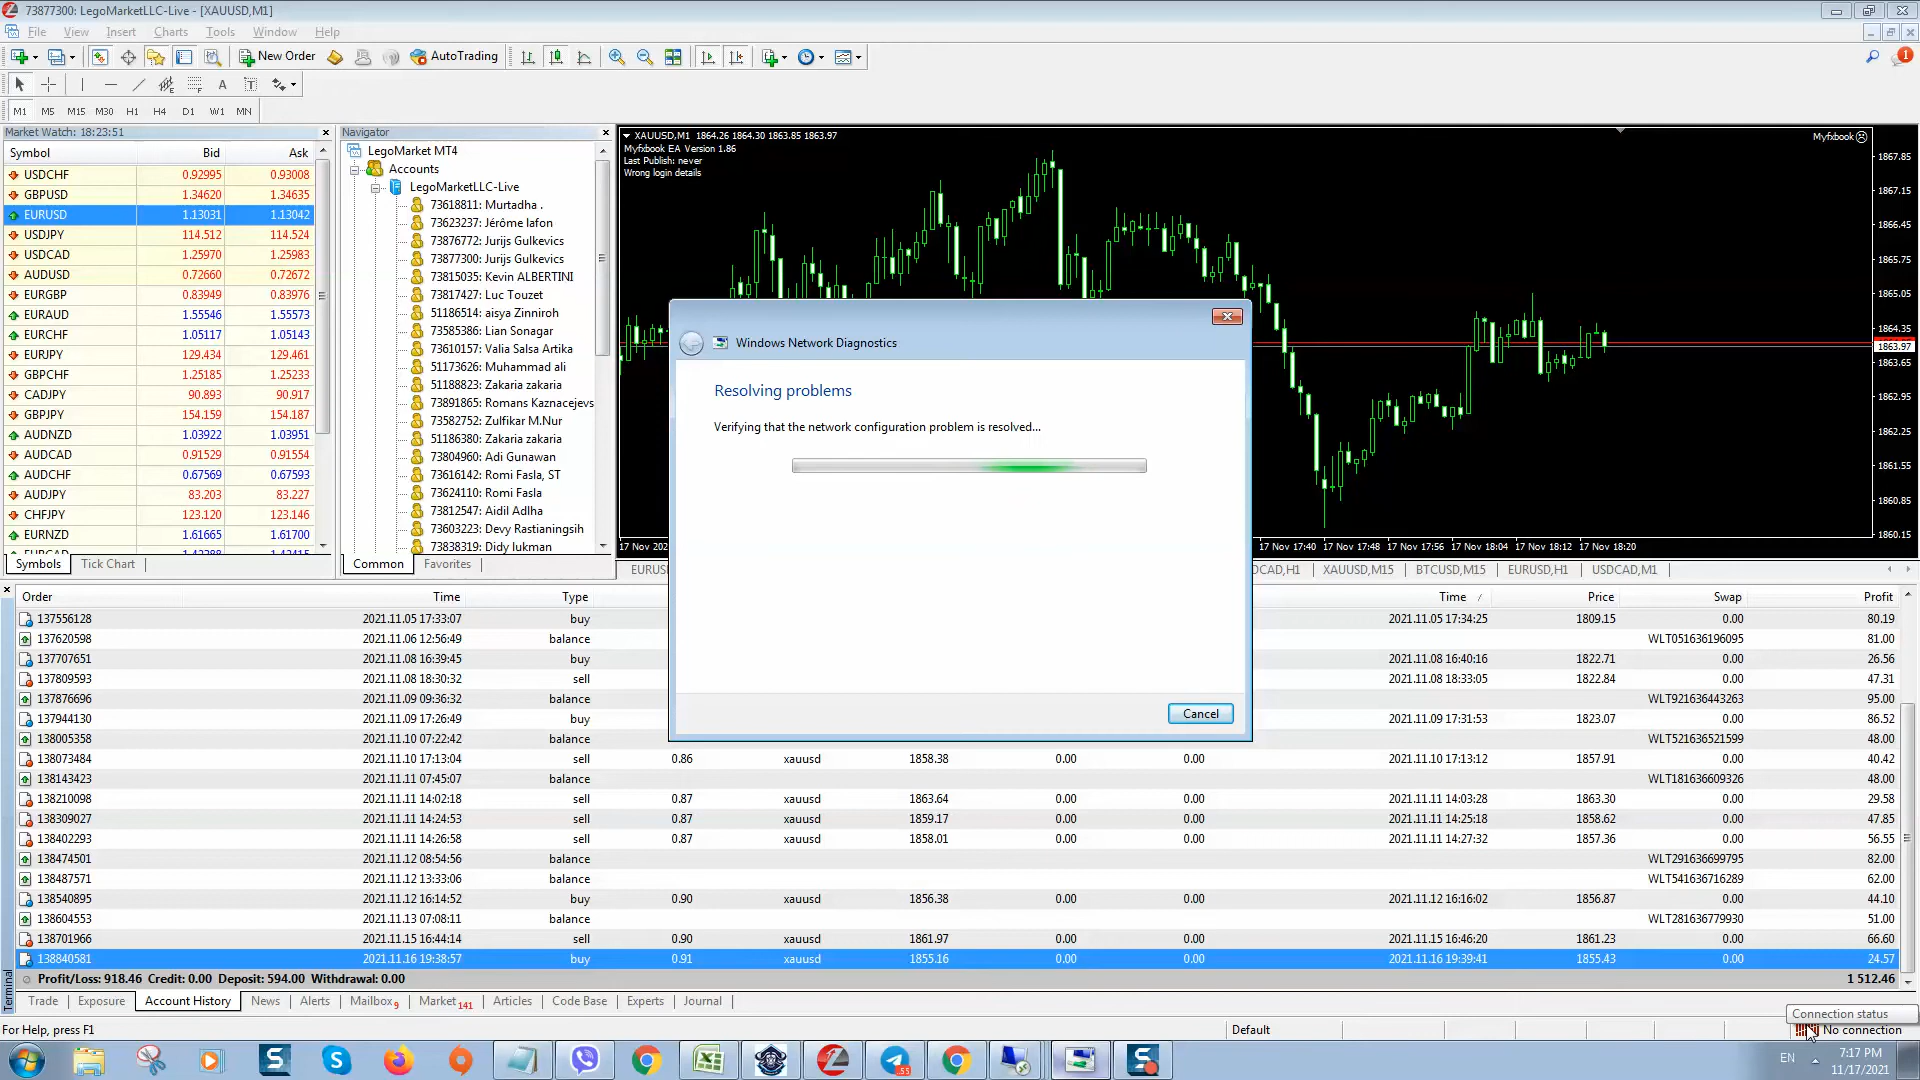 73877300: LegoMarketLLC-Live - [XAUUSD,M1]
File View Insert Charts Tools Window Help
New Order AutoTrading 1
A T
M1 M5 M15 M30 H1 H4 D1 W1 MN
Market Watch: 18:23:51
Symbol Bid Ask
USDCHF 0.92995 0.93008
GBPUSD 1.34620 1.34635
EURUSD 1.13031 1.13042
USDJPY 114.512 114.524
USDCAD 1.25970 1.25983
AUDUSD 0.72660 0.72672
EURGBP 0.83949 0.83976
EURAUD 1.55546 1.55573
EURCHF 1.05117 1.05143
EURJPY 129.434 129.461
GBPCHF 1.25185 1.25233
CADJPY 90.893 90.917
GBPJPY 154.159 154.187
AUDNZD 1.03922 1.03951
AUDCAD 0.91529 0.91554
AUDCHF 0.67569 0.67593
AUDJPY 83.203 83.227
CHFJPY 123.120 123.146
EURNZD 1.61665 1.61700
Symbols Tick Chart
Navigator
LegoMarket MT4
Accounts
LegoMarketLLC-Live
73618811: Murtadha .
73623237: Jérôme lafon
73876772: Jurijs Gulkevics
73877300: Jurijs Gulkevics
73815035: Kevin ALBERTINI
73817427: Luc Touzet
51186514: aisya Zinniroh
73585386: Lian Sonagar
73610157: Valia Salsa Artika
51173626: Muhammad ali
51188823: Zakaria zakaria
73891865: Romans Kaznacejevs
73582752: Zulfikar M.Nur
51186380: Zakaria zakaria
73804960: Adi Gunawan
73616142: Romi Fasla, ST
73624110: Romi Fasla
73812547: Aidil Adlha
73603223: Devy Rastianingsih
73838319: Didy lukman
Common Favorites
XAUUSD,M1 1864.26 1864.30 1863.85 1863.97
Myfxbook EA Version 1.86
Last Publish: never
Wrong login details
Myfxbook
1867.85
1867.15
1866.45
1865.75
1865.05
1864.35
1863.97
1863.65
1862.95
1862.25
1861.55
1860.85
1860.15
17 Nov 202 17 Nov 17:40 17 Nov 17:48 17 Nov 17:56 17 Nov 18:04 17 Nov 18:12 17 Nov 18:20
EURUS DCAD,H1 XAUUSD,M15 BTCUSD,M15 EURUSD,H1 USDCAD,M1
Windows Network Diagnostics
Resolving problems
Verifying that the network configuration problem is resolved...
Cancel
Order Time Type Time / Price Swap Profit
137556128 2021.11.05 17:33:07 buy 2021.11.05 17:34:25 1809.15 0.00 80.19
137620598 2021.11.06 12:56:49 balance WLT051636196095 81.00
137707651 2021.11.08 16:39:45 buy 2021.11.08 16:40:16 1822.71 0.00 26.56
137809593 2021.11.08 18:30:32 sell 2021.11.08 18:33:05 1822.84 0.00 47.31
137876696 2021.11.09 09:36:32 balance WLT921636443263 95.00
137944130 2021.11.09 17:26:49 buy 2021.11.09 17:31:53 1823.07 0.00 86.52
138005358 2021.11.10 07:22:42 balance WLT521636521599 48.00
138073484 2021.11.10 17:13:04 sell 0.86 xauusd 1858.38 0.00 0.00 2021.11.10 17:13:12 1857.91 0.00 40.42
138143423 2021.11.11 07:45:07 balance WLT181636609326 48.00
138210098 2021.11.11 14:02:18 sell 0.87 xauusd 1863.64 0.00 0.00 2021.11.11 14:03:28 1863.30 0.00 29.58
138309027 2021.11.11 14:24:53 sell 0.87 xauusd 1859.17 0.00 0.00 2021.11.11 14:25:18 1858.62 0.00 47.85
138402293 2021.11.11 14:26:58 sell 0.87 xauusd 1858.01 0.00 0.00 2021.11.11 14:27:32 1857.36 0.00 56.55
138474501 2021.11.12 08:54:56 balance WLT291636699795 82.00
138487571 2021.11.12 13:33:06 balance WLT541636716289 62.00
138540895 2021.11.12 16:14:52 buy 0.90 xauusd 1856.38 0.00 0.00 2021.11.12 16:16:02 1856.87 0.00 44.10
138604553 2021.11.13 07:08:11 balance WLT281636779930 51.00
138701966 2021.11.15 16:44:14 sell 0.90 xauusd 1861.97 0.00 0.00 2021.11.15 16:46:20 1861.23 0.00 66.60
138840581 2021.11.16 19:38:57 buy 0.91 xauusd 1855.16 0.00 0.00 2021.11.16 19:39:41 1855.43 0.00 24.57
Profit/Loss: 918.46 Credit: 0.00 Deposit: 594.00 Withdrawal: 0.00 1 512.46
Terminal
Trade Exposure Account History News Alerts Mailbox 9 Market 141 Articles Code Base Experts Journal
Connection status
For Help, press F1 Default No connection
EN 7:17 PM
11/17/2021